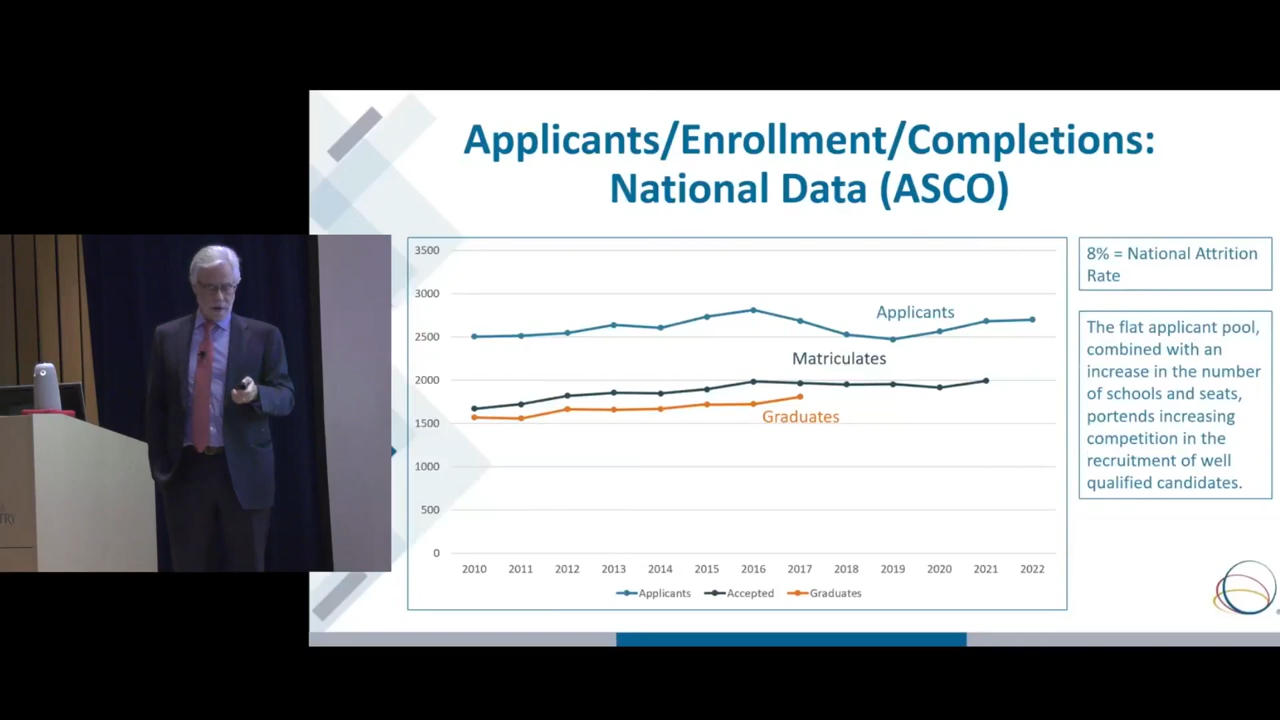 Applicants/Enrollment/Completions:
National Data (ASCO)
3500
3000
2500
2000
1500
1000
500
0
Applicants
Matriculates
Graduates
2010 2011 2012 2013 2014 2015 2016 2017 2018 2019 2020 2021 2022
Applicants Accepted Graduates
8% = National Attrition
Rate
The flat applicant pool,
combined with an
increase in the number
of schools and seats,
portends increasing
competition in the
recruitment of well
qualified candidates.